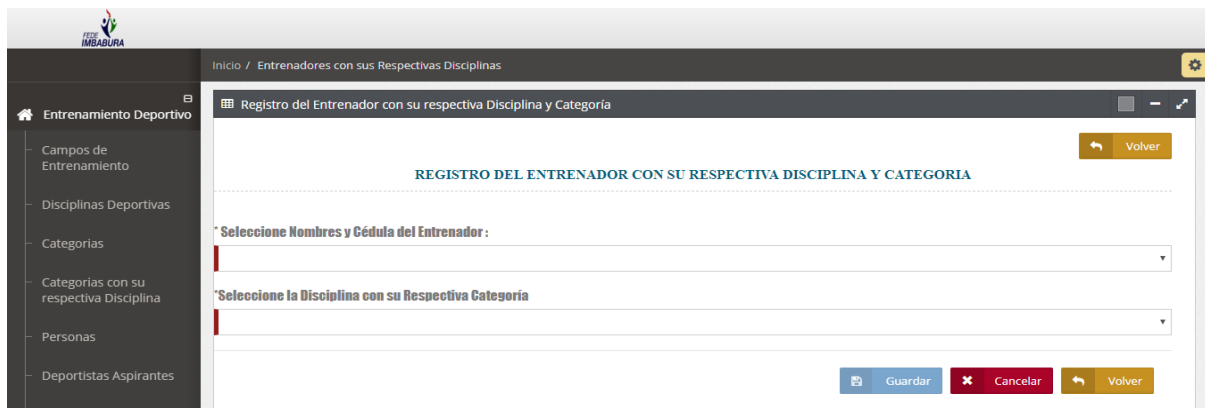 FEDE
IMBABURA
Inicio / Entrenadores con sus Respectivas Disciplinas
Entrenamiento Deportivo
Campos de
Entrenamiento
Disciplinas Deportivas
Categorias
Categorias con su
respectiva Disciplina
Personas
Deportistas Aspirantes
Registro del Entrenador con su respectiva Disciplina y Categoría
Volver
REGISTRO DEL ENTRENADOR CON SU RESPECTIVA DISCIPLINA Y CATEGORIA
* Seleccione Nombres y Cédula del Entrenador :
*Seleccione la Disciplina con su Respectiva Categoría
Guardar
Cancelar
Volver